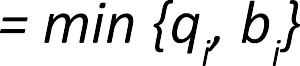 = min {qᵢ, bᵢ}